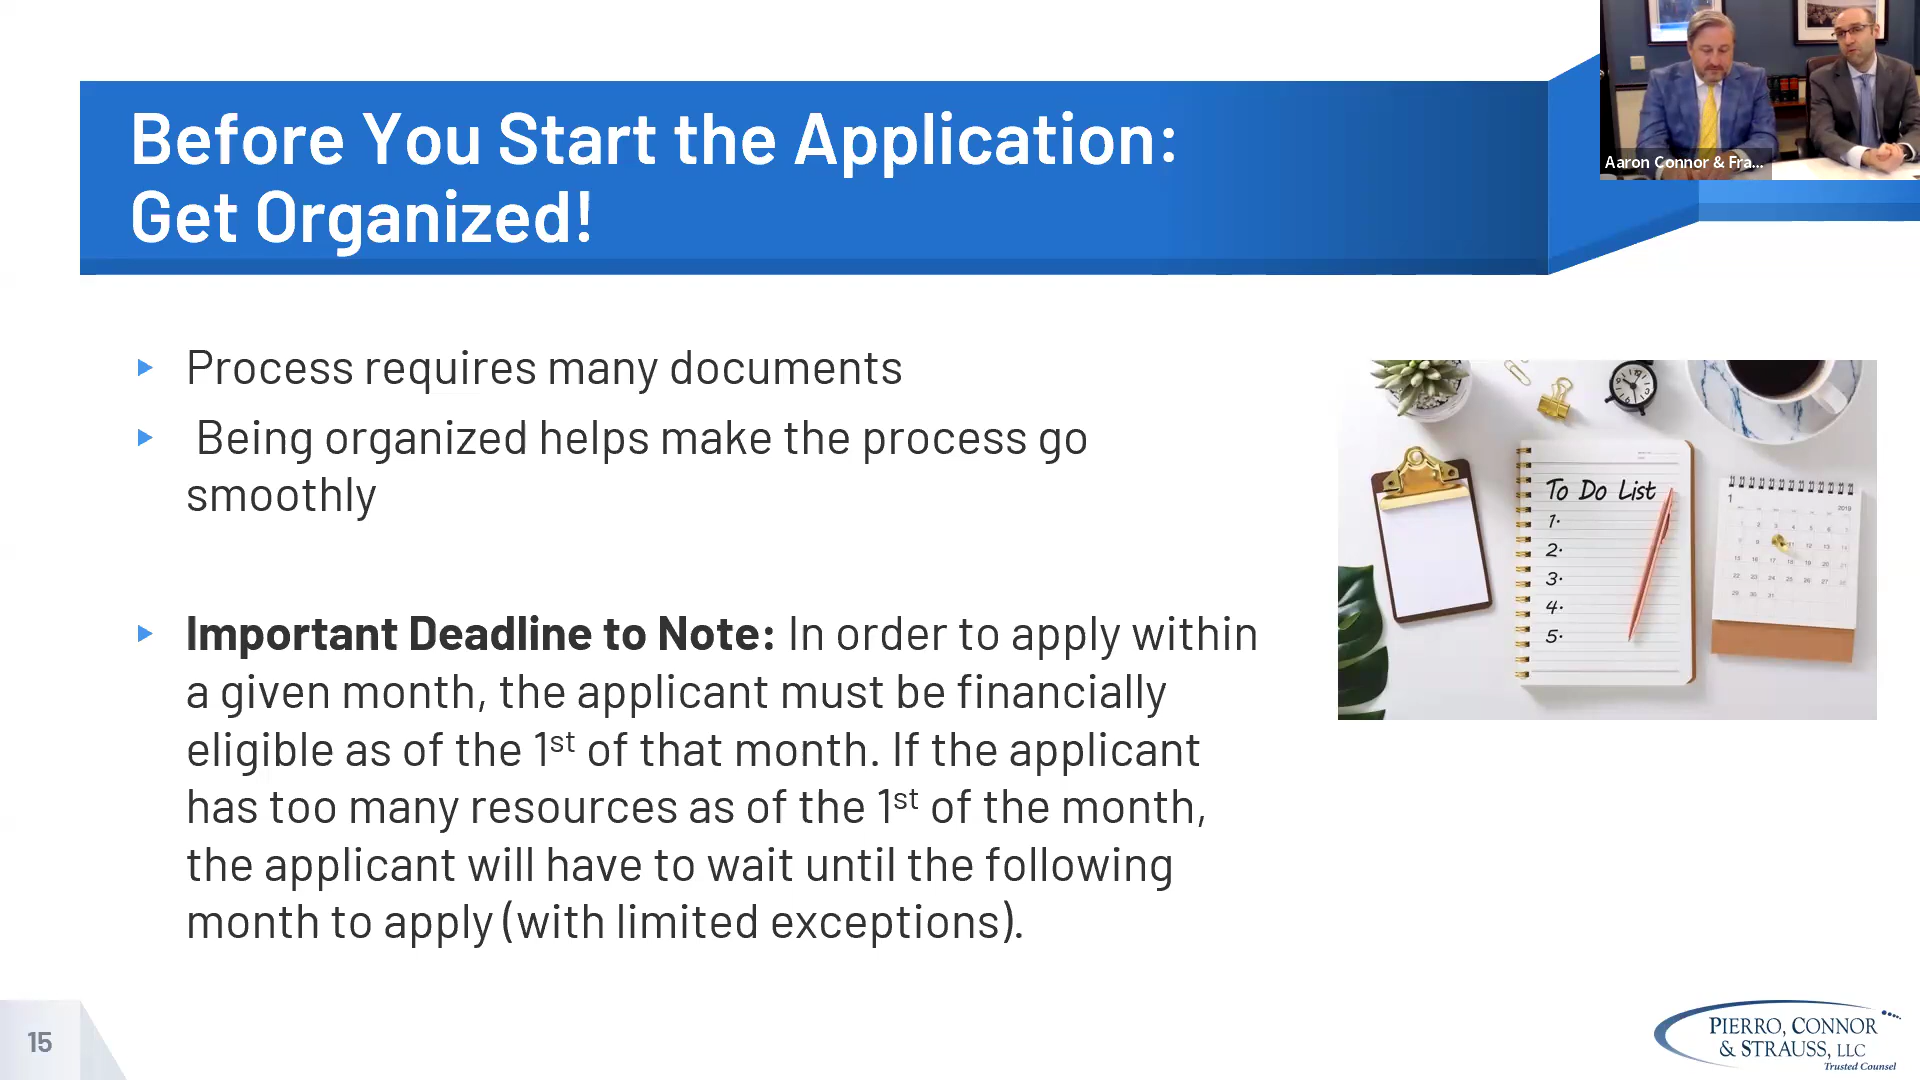 Before You Start the Application:
Get Organized!
Aaron Connor & Fra...
Process requires many documents
Being organized helps make the process go
smoothly
Important Deadline to Note: In order to apply within
a given month, the applicant must be financially
eligible as of the 1st of that month. If the applicant
has too many resources as of the 1st of the month,
the applicant will have to wait until the following
month to apply (with limited exceptions).
To Do List
1.
2.
3.
4.
5.
1
2019
15
PIERRO, CONNOR
& STRAUSS, LLC
Trusted Counsel